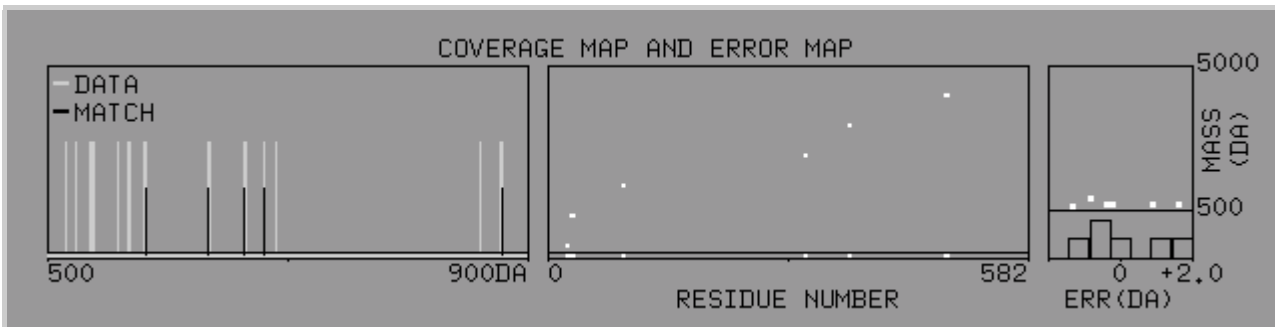 COVERAGE MAP AND ERROR MAP
DATA
MATCH
500
900DA
0
582
RESIDUE NUMBER
5000
MASS
(DA)
500
0
+2.0
ERR(DA)